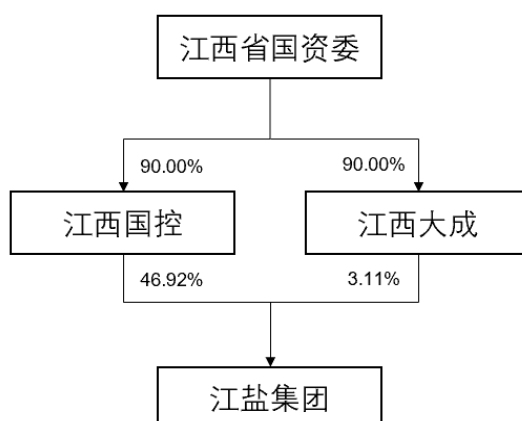 江西省国资委
90.00%
90.00%
江西国控
江西大成
46.92%
3.11%
江盐集团